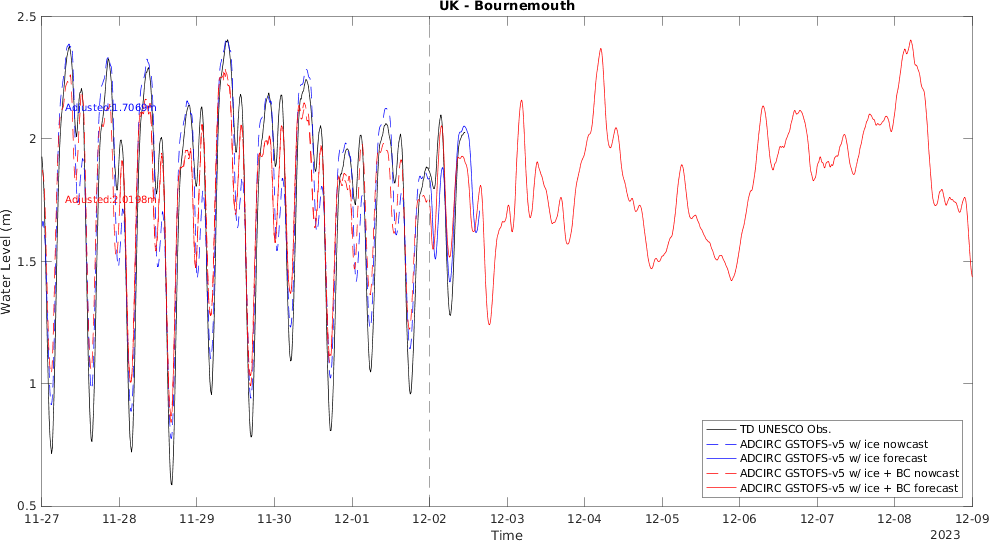 UK - Bournemouth
2.5
2
1.5
1
0.5
Water Level (m)
Adjusted:1.7069m
Adjusted:2.0198m
TD UNESCO Obs.
ADCIRC GSTOFS-v5 w/ ice nowcast
ADCIRC GSTOFS-v5 w/ ice forecast
ADCIRC GSTOFS-v5 w/ ice + BC nowcast
ADCIRC GSTOFS-v5 w/ ice + BC forecast
11-27 11-28 11-29 11-30 12-01 12-02 12-03 12-04 12-05 12-06 12-07 12-08 12-09
Time
2023